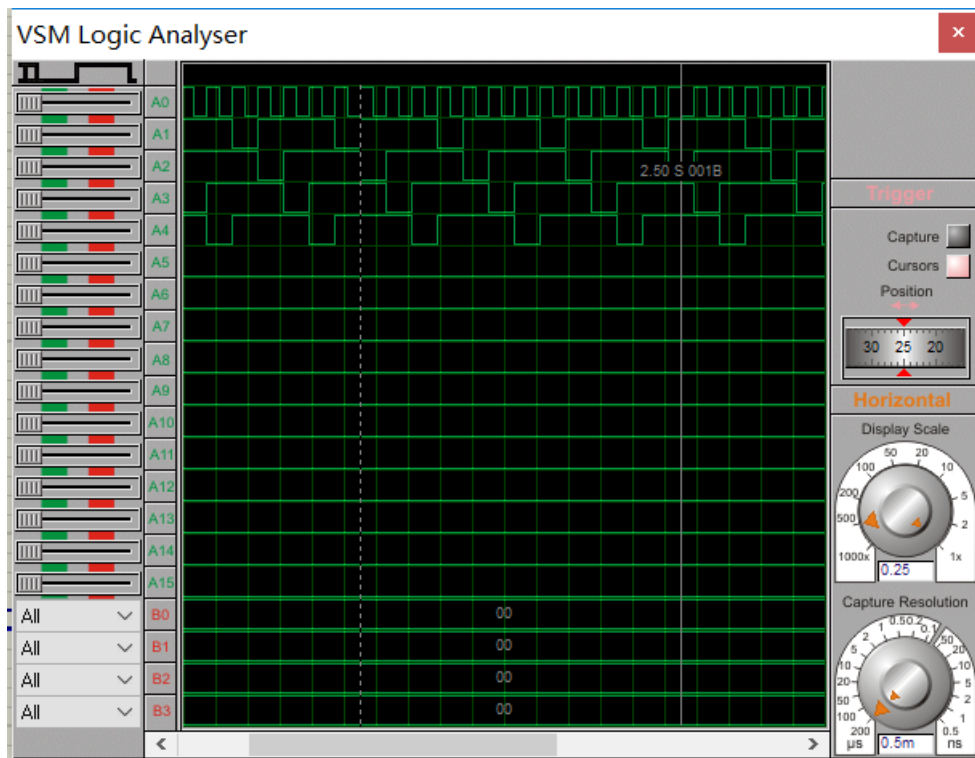 VSM Logic Analyser
A0
A1
A2
A3
A4
A5
A6
A7
A8
A9
A10
A11
A12
A13
A14
A15
All B0
All B1
All B2
All B3
2.50 S 001B
00
00
00
00
Trigger
Capture
Cursors
Position
30 25 20
Horizontal
Display Scale
1000x 500 200 100 50 20 10 5 2 1x
0.25
Capture Resolution
200 100 50 20 10 5 2 1 0.5 0.2 0.1 50 20 10 5 2 1 0.5
µs ns
0.5m